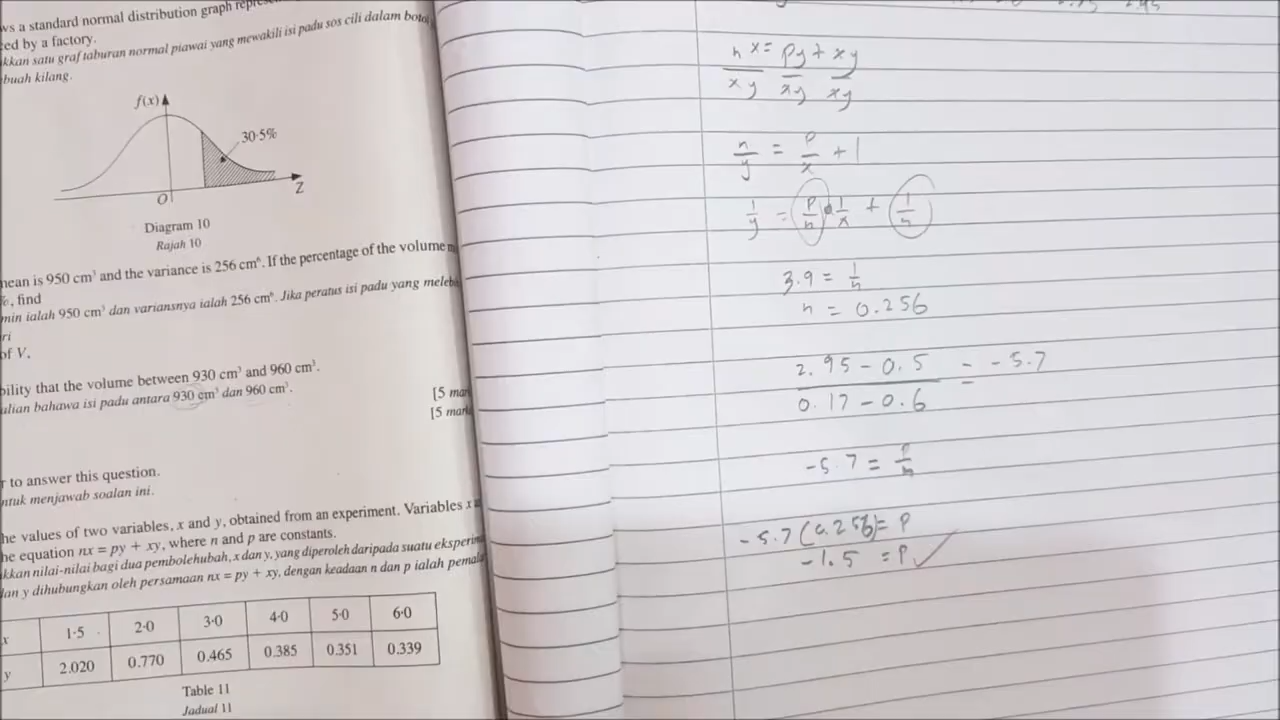 ws a standard normal distribution graph
ced by a factory.
kkan satu graf taburan normal piawai yang mewakili isi padu sos cili dalam
buah kilang.
f(x)
30·5%
O
Z
Diagram 10
Rajah 10
mean is 950 cm³ and the variance is 256 cm⁶. If the percentage of the volume
%, find
min ialah 950 cm³ dan variansnya ialah 256 cm⁶. Jika peratus isi padu yang
ri
of V,
bility that the volume between 930 cm³ and 960 cm³.
alian bahawa isi padu antara 930 cm³ dan 960 cm³.
[5 mar
[5 mark
r to answer this question.
ntuk menjawab soalan ini.
he values of two variables, x and y, obtained from an experiment. Variables x
he equation nx = py + xy, where n and p are constants.
kkan nilai-nilai bagi dua pembolehubah, x dan y, yang diperoleh daripada suatu
dan y dihubungkan oleh persamaan nx = py + xy, dengan keadaan n dan p ialah
x 1·5 2·0 3·0 4·0 5·0 6·0
y 2.020 0.770 0.465 0.385 0.351 0.339
Table 11
Jadual 11
nx = py + xy
xy xy xy
n/y = p/x + 1
1/y = p/n • 1/x + 1/n
3.9 = 1/n
n = 0.256
2.95 - 0.5 = - 5.7
0.17 - 0.6
-5.7 = p/n
-5.7 (0.256) = p
-1.5 = p ✓